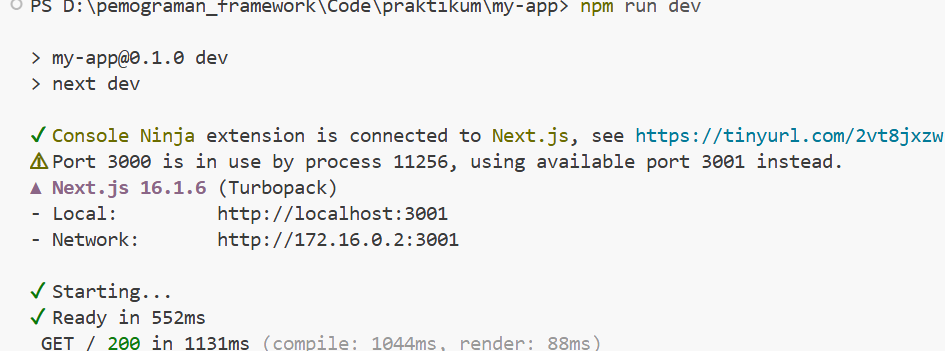 PS D:\pemograman_framework\Code\praktikum\my-app> npm run dev
> my-app@0.1.0 dev
> next dev
✓ Console Ninja extension is connected to Next.js, see https://tinyurl.com/2vt8jxzw
⚠ Port 3000 is in use by process 11256, using available port 3001 instead.
▲ Next.js 16.1.6 (Turbopack)
- Local: http://localhost:3001
- Network: http://172.16.0.2:3001
✓ Starting...
✓ Ready in 552ms
GET / 200 in 1131ms (compile: 1044ms, render: 88ms)